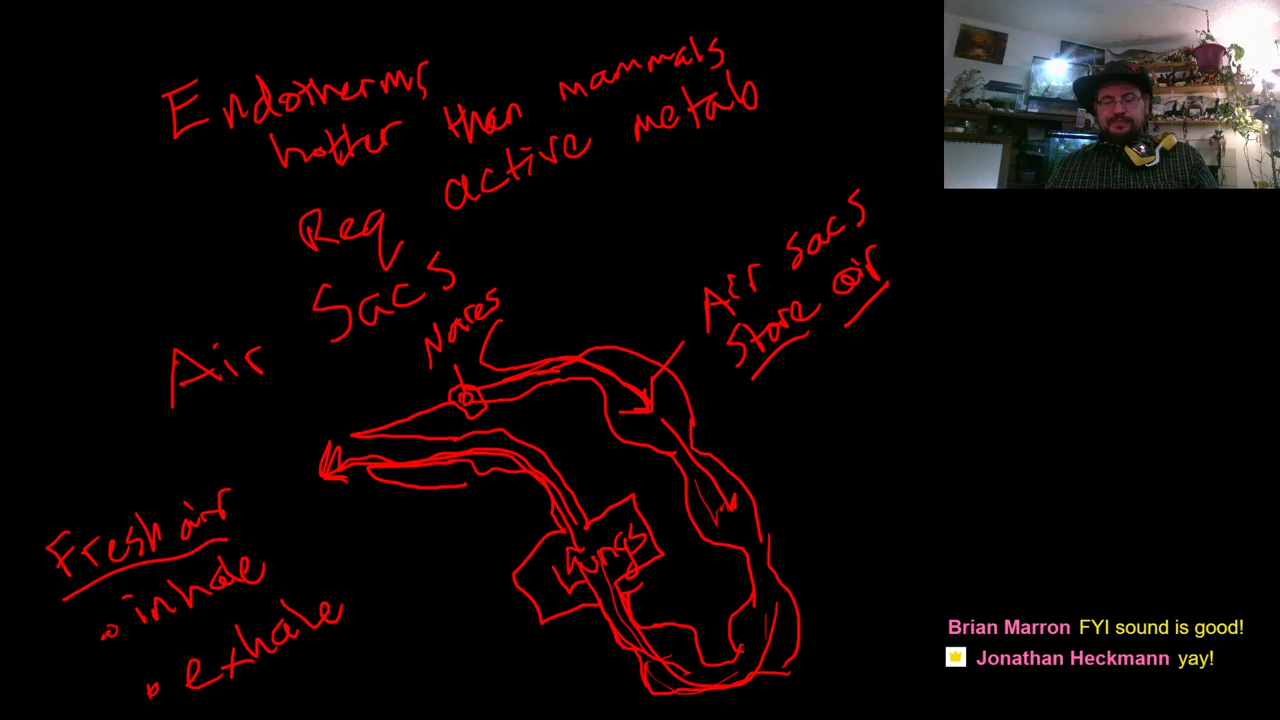 Endotherms
hotter than mammals
Req active metab
Air Sacs
Nares
Air sacs
store air
Lungs
Fresh air
inhale
exhale
Brian Marron FYI sound is good!
Jonathan Heckmann yay!